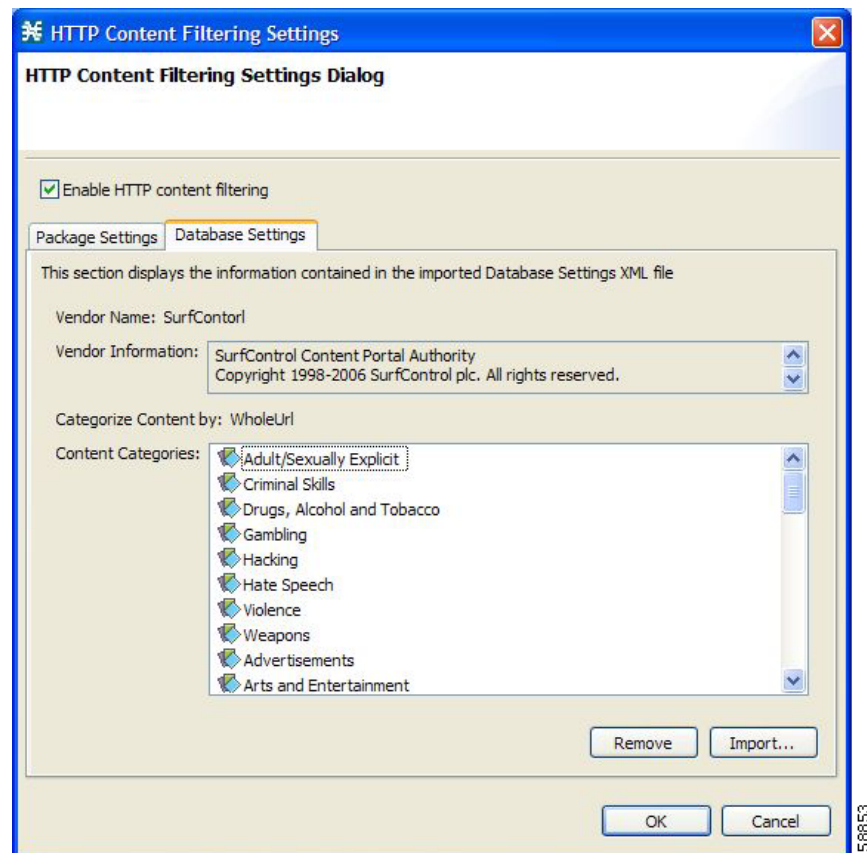 HTTP Content Filtering Settings
HTTP Content Filtering Settings Dialog
Enable HTTP content filtering
Package Settings
Database Settings
This section displays the information contained in the imported Database Settings XML file
Vendor Name: SurfContorl
Vendor Information:
SurfControl Content Portal Authority
Copyright 1998-2006 SurfControl plc. All rights reserved.
Categorize Content by: WholeUrl
Content Categories:
Adult/Sexually Explicit
Criminal Skills
Drugs, Alcohol and Tobacco
Gambling
Hacking
Hate Speech
Violence
Weapons
Advertisements
Arts and Entertainment
Remove
Import...
OK
Cancel